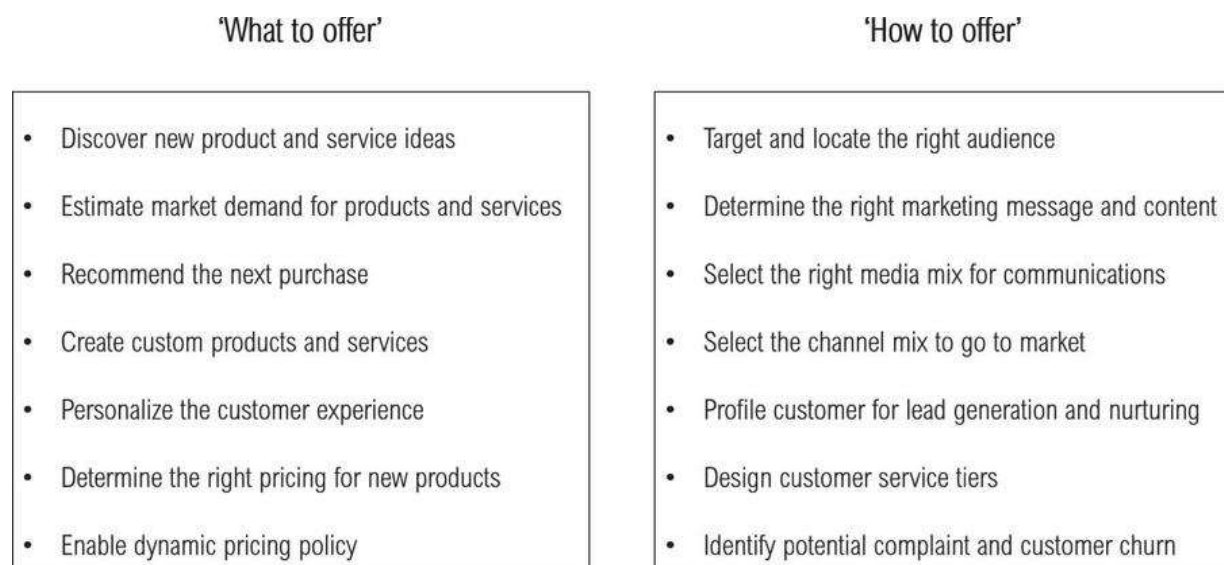 ‘What to offer’
• Discover new product and service ideas
• Estimate market demand for products and services
• Recommend the next purchase
• Create custom products and services
• Personalize the customer experience
• Determine the right pricing for new products
• Enable dynamic pricing policy
‘How to offer’
• Target and locate the right audience
• Determine the right marketing message and content
• Select the right media mix for communications
• Select the channel mix to go to market
• Profile customer for lead generation and nurturing
• Design customer service tiers
• Identify potential complaint and customer churn